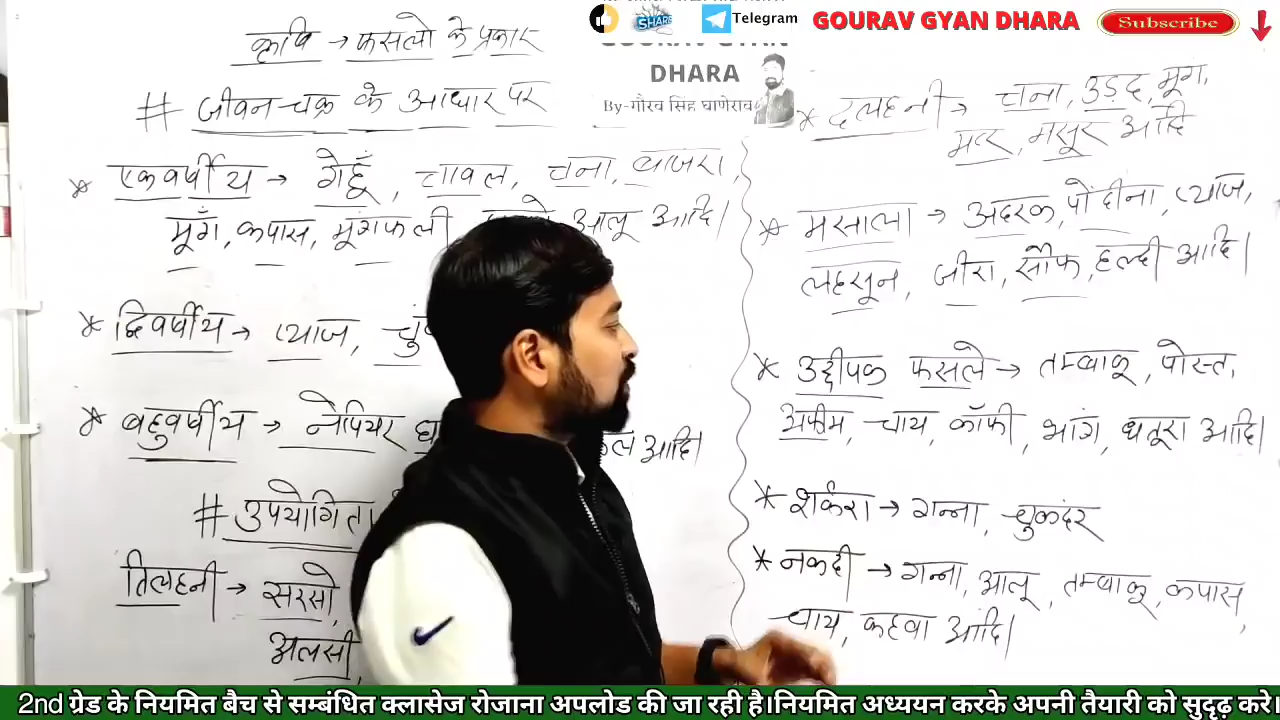 SHARE
Telegram
GOURAV GYAN DHARA
Subscribe
GOURAV GYAN
DHARA
By-गौरव सिंह घाणेराव
कृषि → फसलो के प्रकार
# जीवन चक्र के आधार पर
* एकवर्षीय → गेहूँ, चावल, चना, बाजरा,
मूँग, कपास, मूंगफली आलू आदि।
* द्विवर्षीय → प्याज,
* बहुवर्षीय → नेपियर आदि।
# उपयोगिता
तिलहनी → सरसो,
अलसी,
* दलहनी → चना, उड़द, मूग,
मटर, मसूर आदि
* मसाला → अदरक, पोदीना, प्याज,
लहसून, जीरा, सौफ, हल्दी आदि।
* उद्दीपक फसले → तम्बाकू, पोस्त,
अफीम, चाय, कॉफी, भांग, धतूरा आदि।
* शर्करा → गन्ना, चुकंदर
* नकदी → गन्ना, आलू, तम्बाकू, कपास,
चाय, कहवा आदि।
2nd ग्रेड के नियमित बैच से सम्बंधित क्लासेज रोजाना अपलोड की जा रही है।नियमित अध्ययन करके अपनी तैयारी को सुदृढ़ करे।